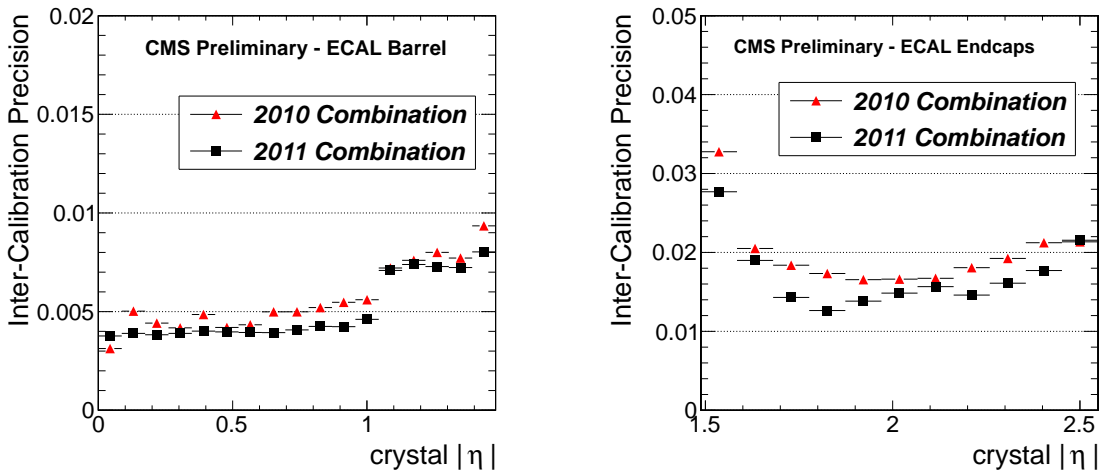 Inter-Calibration Precision
0.02
0.015
0.01
0.005
0
CMS Preliminary - ECAL Barrel
2010 Combination
2011 Combination
0
0.5
1
crystal |η|
Inter-Calibration Precision
0.05
0.04
0.03
0.02
0.01
0.00
CMS Preliminary - ECAL Endcaps
2010 Combination
2011 Combination
1.5
2.0
2.5
crystal |η|